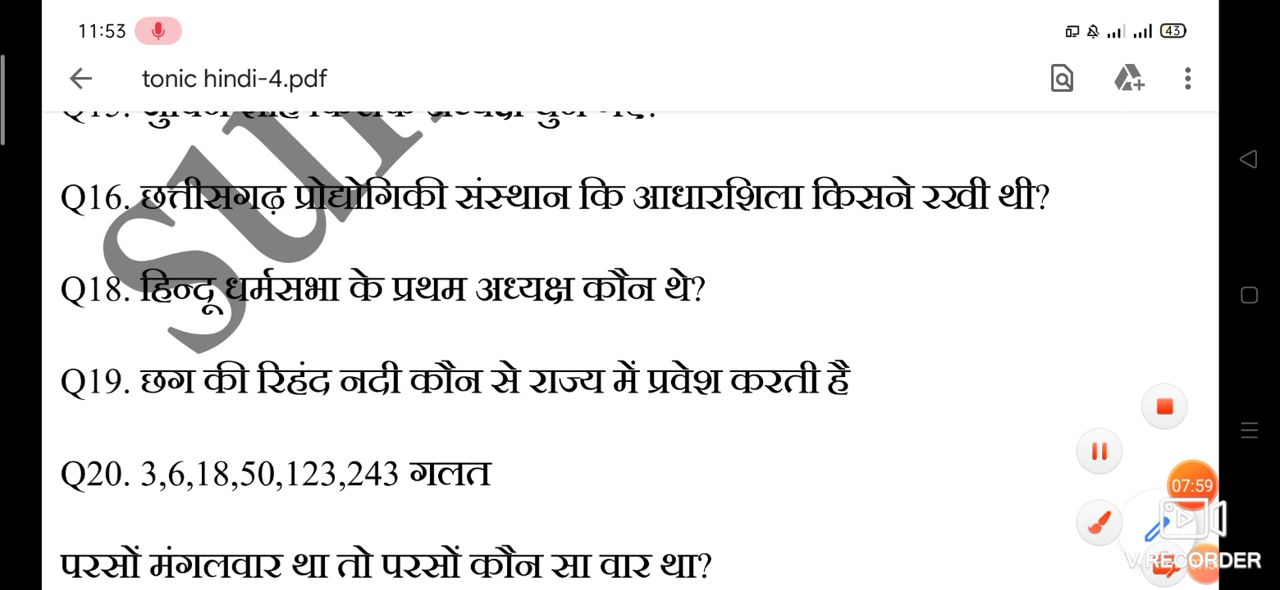 11:53
43
tonic hindi-4.pdf
Q16. छत्तीसगढ़ प्रोद्योगिकी संस्थान कि आधारशिला किसने रखी थी?
Q18. हिन्दू धर्मसभा के प्रथम अध्यक्ष कौन थे?
Q19. छग की रिहंद नदी कौन से राज्य में प्रवेश करती है
Q20. 3,6,18,50,123,243 गलत
07:59
परसों मंगलवार था तो परसों कौन सा वार था?
V RECORDER